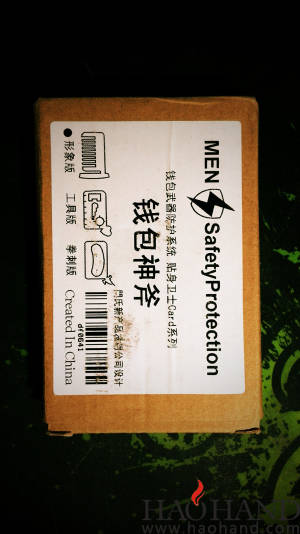 MEN SafetyProtection
钱包武器防护系统 贴身卫士Card系列
钱包神斧
形象版
工具版
拳刺版
df0641
Created In China
HAOHAND
www.haohand.com